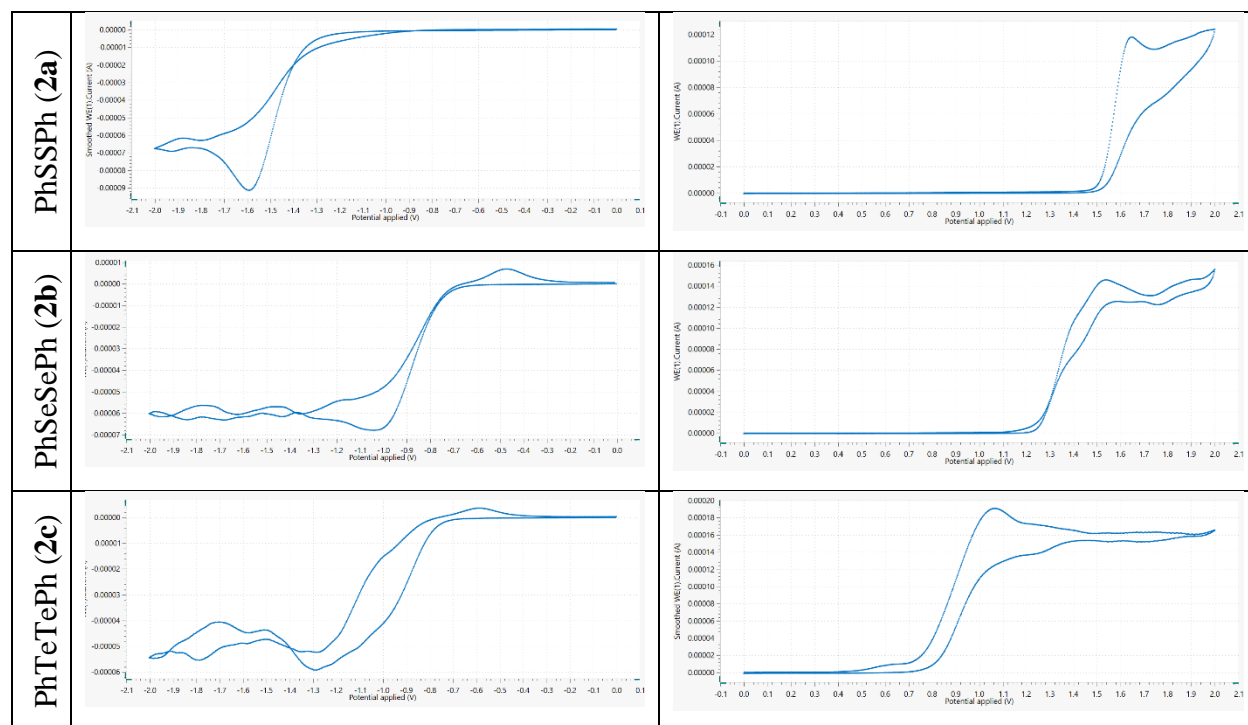 PhSSPh (2a)
Smoothed WE(1).Current (A)
0.00000
-0.00001
-0.00002
-0.00003
-0.00004
-0.00005
-0.00006
-0.00007
-0.00008
-0.00009
-2.1 -2.0 -1.9 -1.8 -1.7 -1.6 -1.5 -1.4 -1.3 -1.2 -1.1 -1.0 -0.9 -0.8 -0.7 -0.6 -0.5 -0.4 -0.3 -0.2 -0.1 0.0 0.1
Potential applied (V)
WE(1).Current (A)
0.00012
0.00010
0.00008
0.00006
0.00004
0.00002
0.00000
-0.1 0.0 0.1 0.2 0.3 0.4 0.5 0.6 0.7 0.8 0.9 1.0 1.1 1.2 1.3 1.4 1.5 1.6 1.7 1.8 1.9 2.0 2.1
Potential applied (V)
PhSeSePh (2b)
0.00001
0.00000
-0.00001
-0.00002
-0.00003
-0.00004
-0.00005
-0.00006
-0.00007
-2.1 -2.0 -1.9 -1.8 -1.7 -1.6 -1.5 -1.4 -1.3 -1.2 -1.1 -1.0 -0.9 -0.8 -0.7 -0.6 -0.5 -0.4 -0.3 -0.2 -0.1 0.0 0.1
Potential applied (V)
WE(1).Current (A)
0.00016
0.00014
0.00012
0.00010
0.00008
0.00006
0.00004
0.00002
0.00000
-0.1 0.0 0.1 0.2 0.3 0.4 0.5 0.6 0.7 0.8 0.9 1.0 1.1 1.2 1.3 1.4 1.5 1.6 1.7 1.8 1.9 2.0 2.1
Potential applied (V)
PhTeTePh (2c)
0.00000
-0.00001
-0.00002
-0.00003
-0.00004
-0.00005
-0.00006
-2.1 -2.0 -1.9 -1.8 -1.7 -1.6 -1.5 -1.4 -1.3 -1.2 -1.1 -1.0 -0.9 -0.8 -0.7 -0.6 -0.5 -0.4 -0.3 -0.2 -0.1 0.0 0.1
Potential applied (V)
Smoothed WE(1).Current (A)
0.00020
0.00018
0.00016
0.00014
0.00012
0.00010
0.00008
0.00006
0.00004
0.00002
0.00000
-0.1 0.0 0.1 0.2 0.3 0.4 0.5 0.6 0.7 0.8 0.9 1.0 1.1 1.2 1.3 1.4 1.5 1.6 1.7 1.8 1.9 2.0 2.1
Potential applied (V)